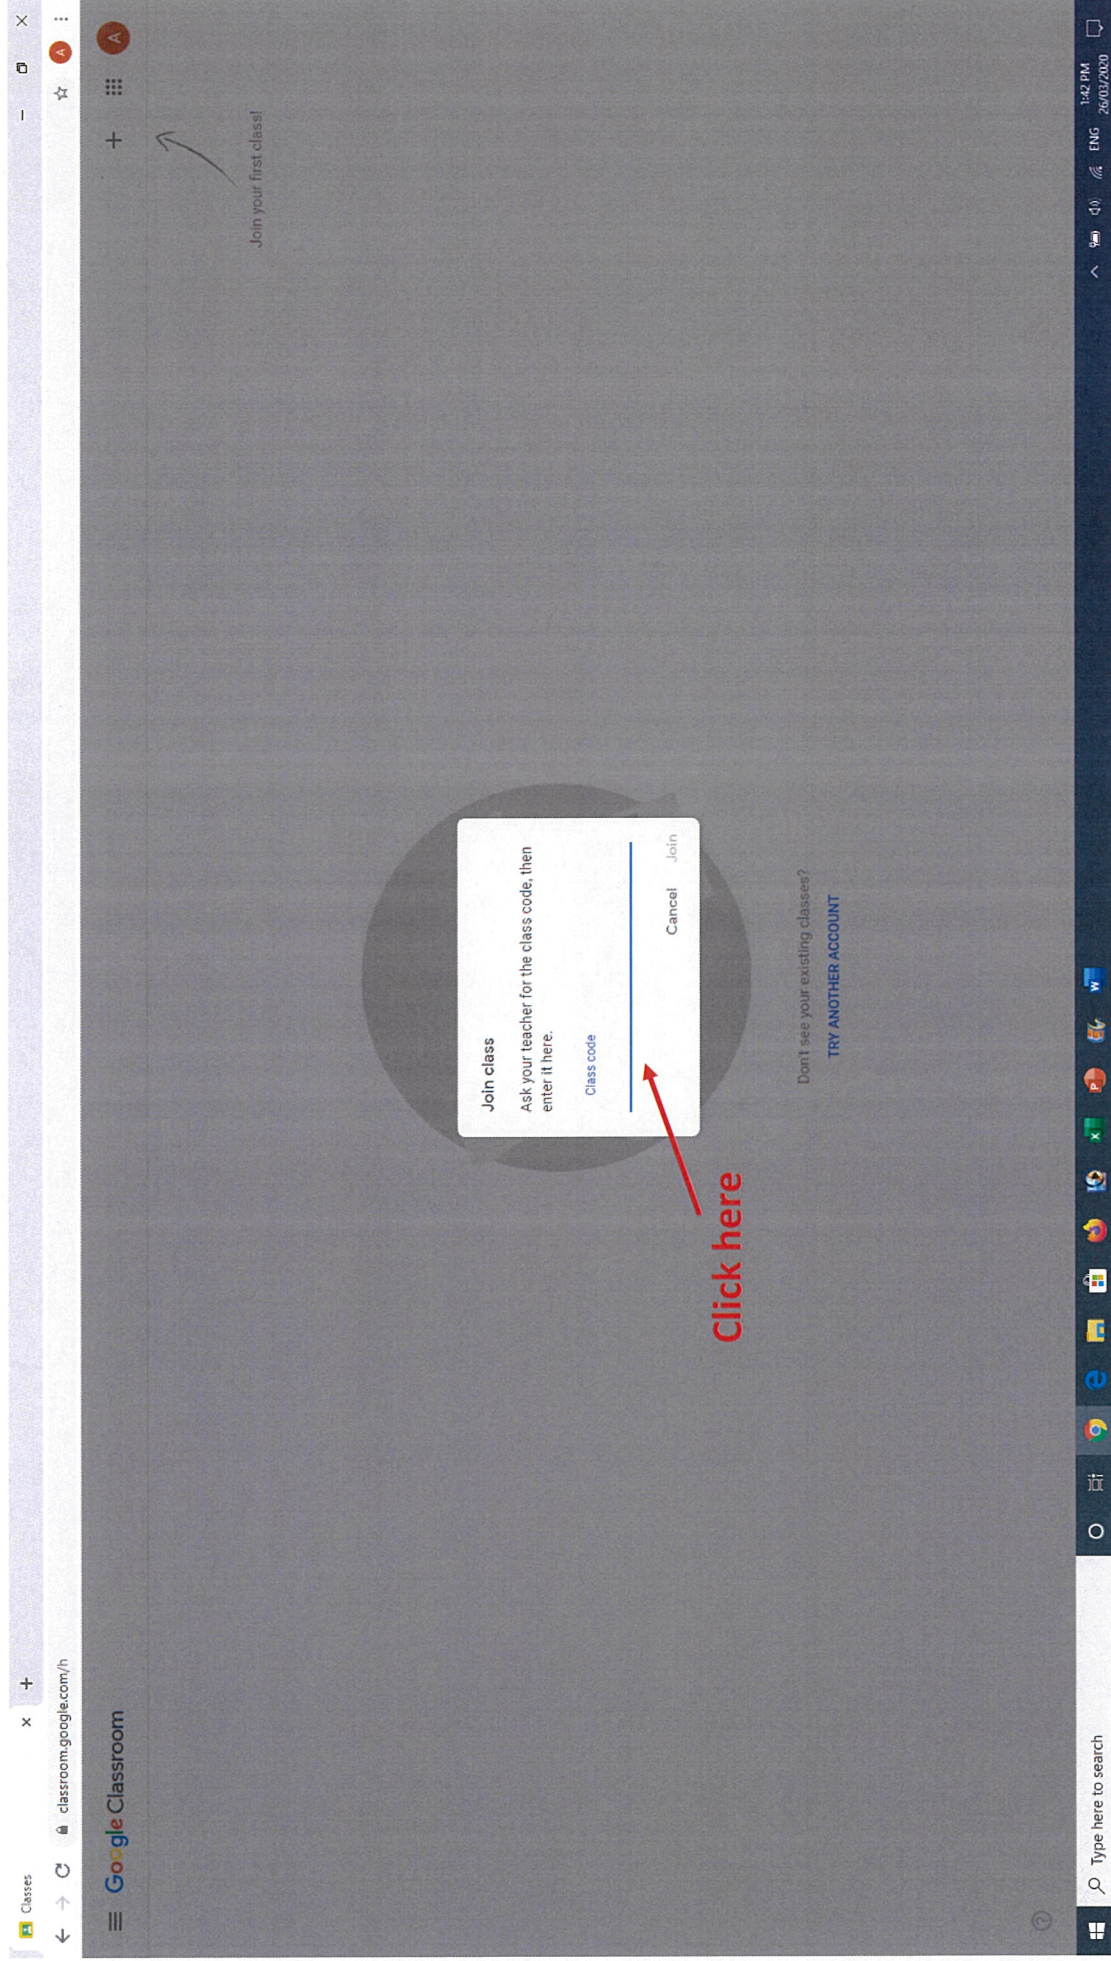 Classes
classroom.google.com/h
Google Classroom
A
A
Join your first class!
Join class
Ask your teacher for the class code, then
enter it here.
Class code
Cancel Join
Click here
Don't see your existing classes?
TRY ANOTHER ACCOUNT
Type here to search
ENG
1:42 PM
26/03/2020